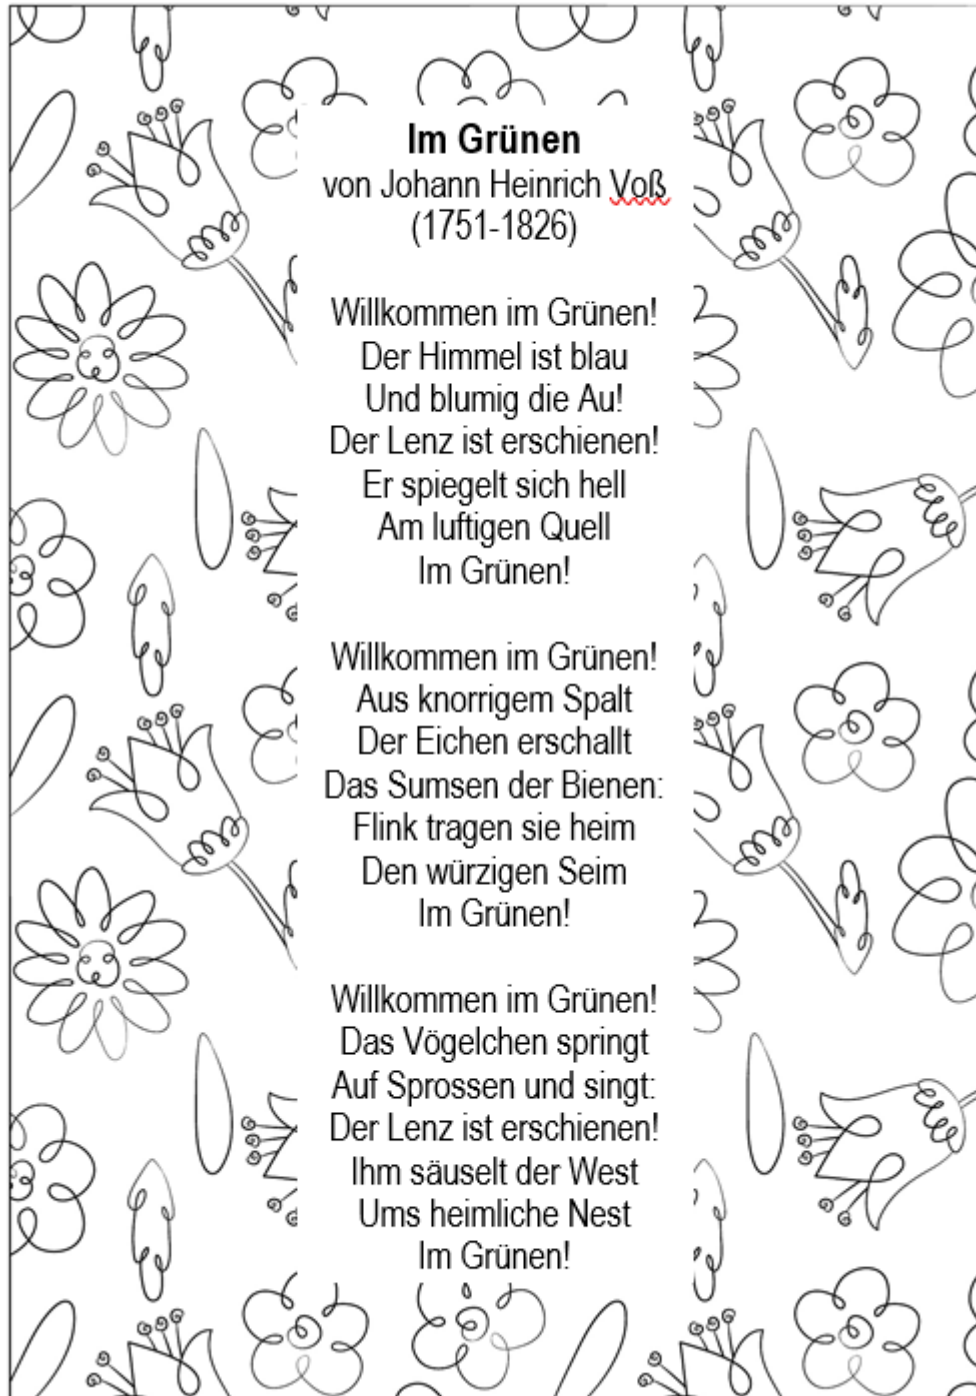 Im Grünen
von Johann Heinrich Voß
(1751-1826)
Willkommen im Grünen!
Der Himmel ist blau
Und blumig die Au!
Der Lenz ist erschienen!
Er spiegelt sich hell
Am luftigen Quell
Im Grünen!
Willkommen im Grünen!
Aus knorrigem Spalt
Der Eichen erschallt
Das Sumsen der Bienen:
Flink tragen sie heim
Den würzigen Seim
Im Grünen!
Willkommen im Grünen!
Das Vögelchen springt
Auf Sprossen und singt:
Der Lenz ist erschienen!
Ihm säuselt der West
Ums heimliche Nest
Im Grünen!